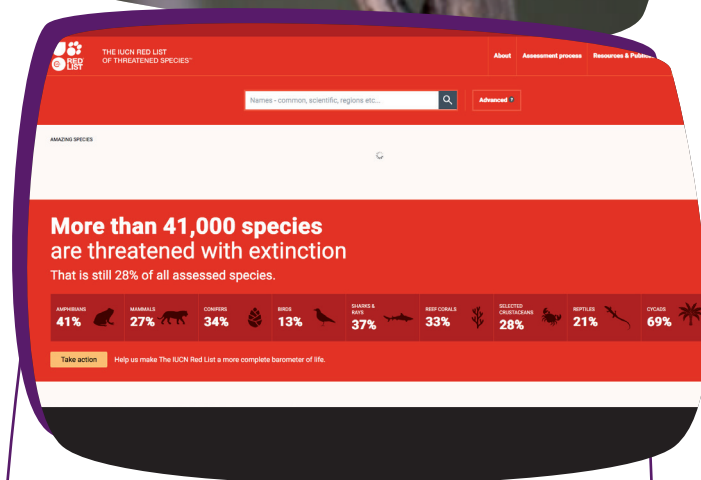 RED
LIST
THE IUCN RED LIST
OF THREATENED SPECIES™
About Assessment process Resources &
Names - common, scientific, regions etc...
Advanced
AMAZING SPECIES
More than 41,000 species
are threatened with extinction
That is still 28% of all assessed species.
AMPHIBIANS
41%
MAMMALS
27%
CONIFERS
34%
BIRDS
13%
SHARKS &
RAYS
37%
REEF CORALS
33%
SELECTED
CRUSTACEANS
28%
REPTILES
21%
CYCADS
69%
Take action
Help us make The IUCN Red List a more complete barometer of life.